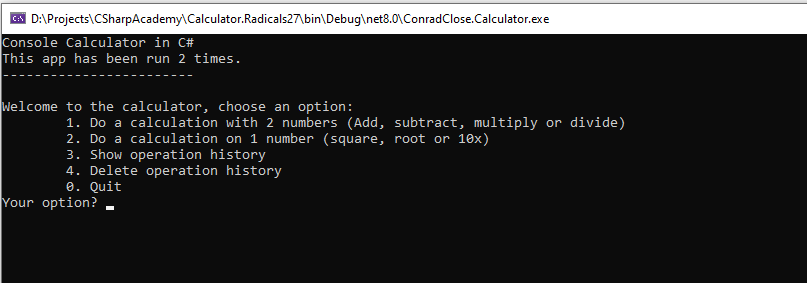 D:\Projects\CSharpAcademy\Calculator.Radicals27\bin\Debug\net8.0\ConradClose.Calculator.exe
Console Calculator in C#
This app has been run 2 times.
------------------------
Welcome to the calculator, choose an option:
1. Do a calculation with 2 numbers (Add, subtract, multiply or divide)
2. Do a calculation on 1 number (square, root or 10x)
3. Show operation history
4. Delete operation history
0. Quit
Your option?